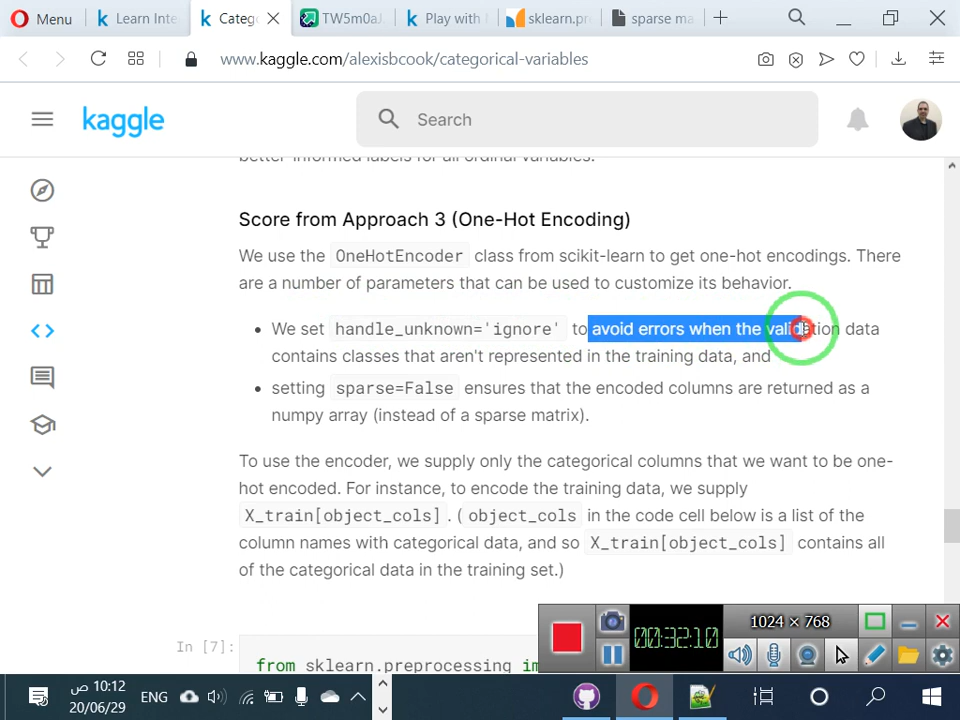 Menu
Learn Inte
Categ
TW5m0aJ
Play with
sklearn.pr
sparse ma
www.kaggle.com/alexisbcook/categorical-variables
kaggle
Search
better-informed labels for all ordinal variables.
Score from Approach 3 (One-Hot Encoding)
We use the OneHotEncoder class from scikit-learn to get one-hot encodings. There
are a number of parameters that can be used to customize its behavior.
• We set handle_unknown='ignore' to avoid errors when the validation data
contains classes that aren't represented in the training data, and
• setting sparse=False ensures that the encoded columns are returned as a
numpy array (instead of a sparse matrix).
To use the encoder, we supply only the categorical columns that we want to be one-
hot encoded. For instance, to encode the training data, we supply
X_train[object_cols] . ( object_cols in the code cell below is a list of the
column names with categorical data, and so X_train[object_cols] contains all
of the categorical data in the training set.)
In [7]:
from sklearn.preprocessing im
00:32:10
1024 × 768
10:12 ص
20/06/29
ENG